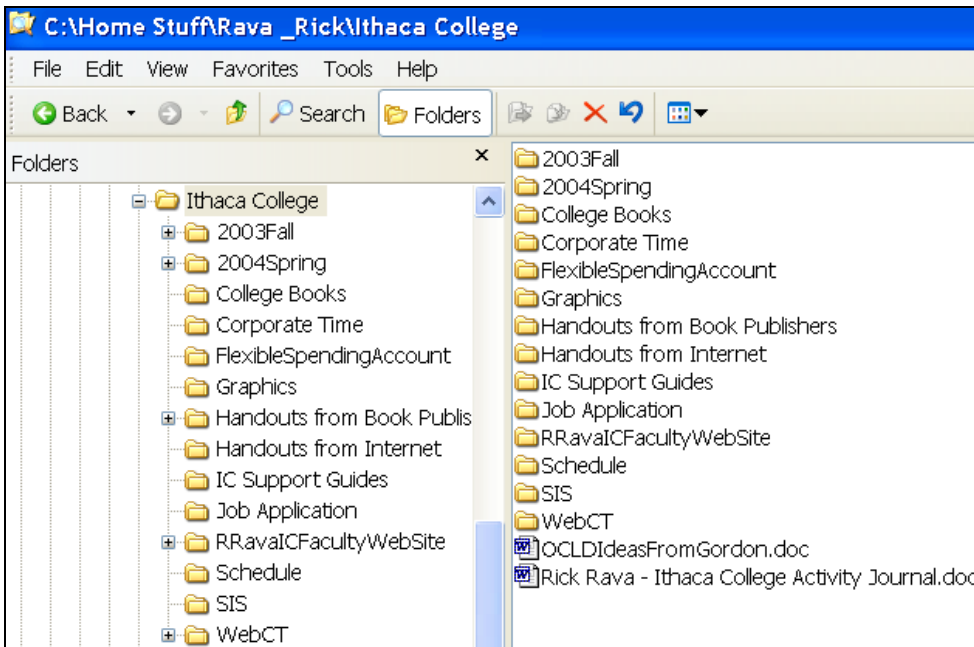 C:\Home Stuff\Rava _Rick\Ithaca College
File Edit View Favorites Tools Help
Back Search Folders
Folders
Ithaca College
2003Fall
2004Spring
College Books
Corporate Time
FlexibleSpendingAccount
Graphics
Handouts from Book Publis
Handouts from Internet
IC Support Guides
Job Application
RRavaICFacultyWebSite
Schedule
SIS
WebCT
2003Fall
2004Spring
College Books
Corporate Time
FlexibleSpendingAccount
Graphics
Handouts from Book Publishers
Handouts from Internet
IC Support Guides
Job Application
RRavaICFacultyWebSite
Schedule
SIS
WebCT
OCLDIdeasFromGordon.doc
Rick Rava - Ithaca College Activity Journal.doc